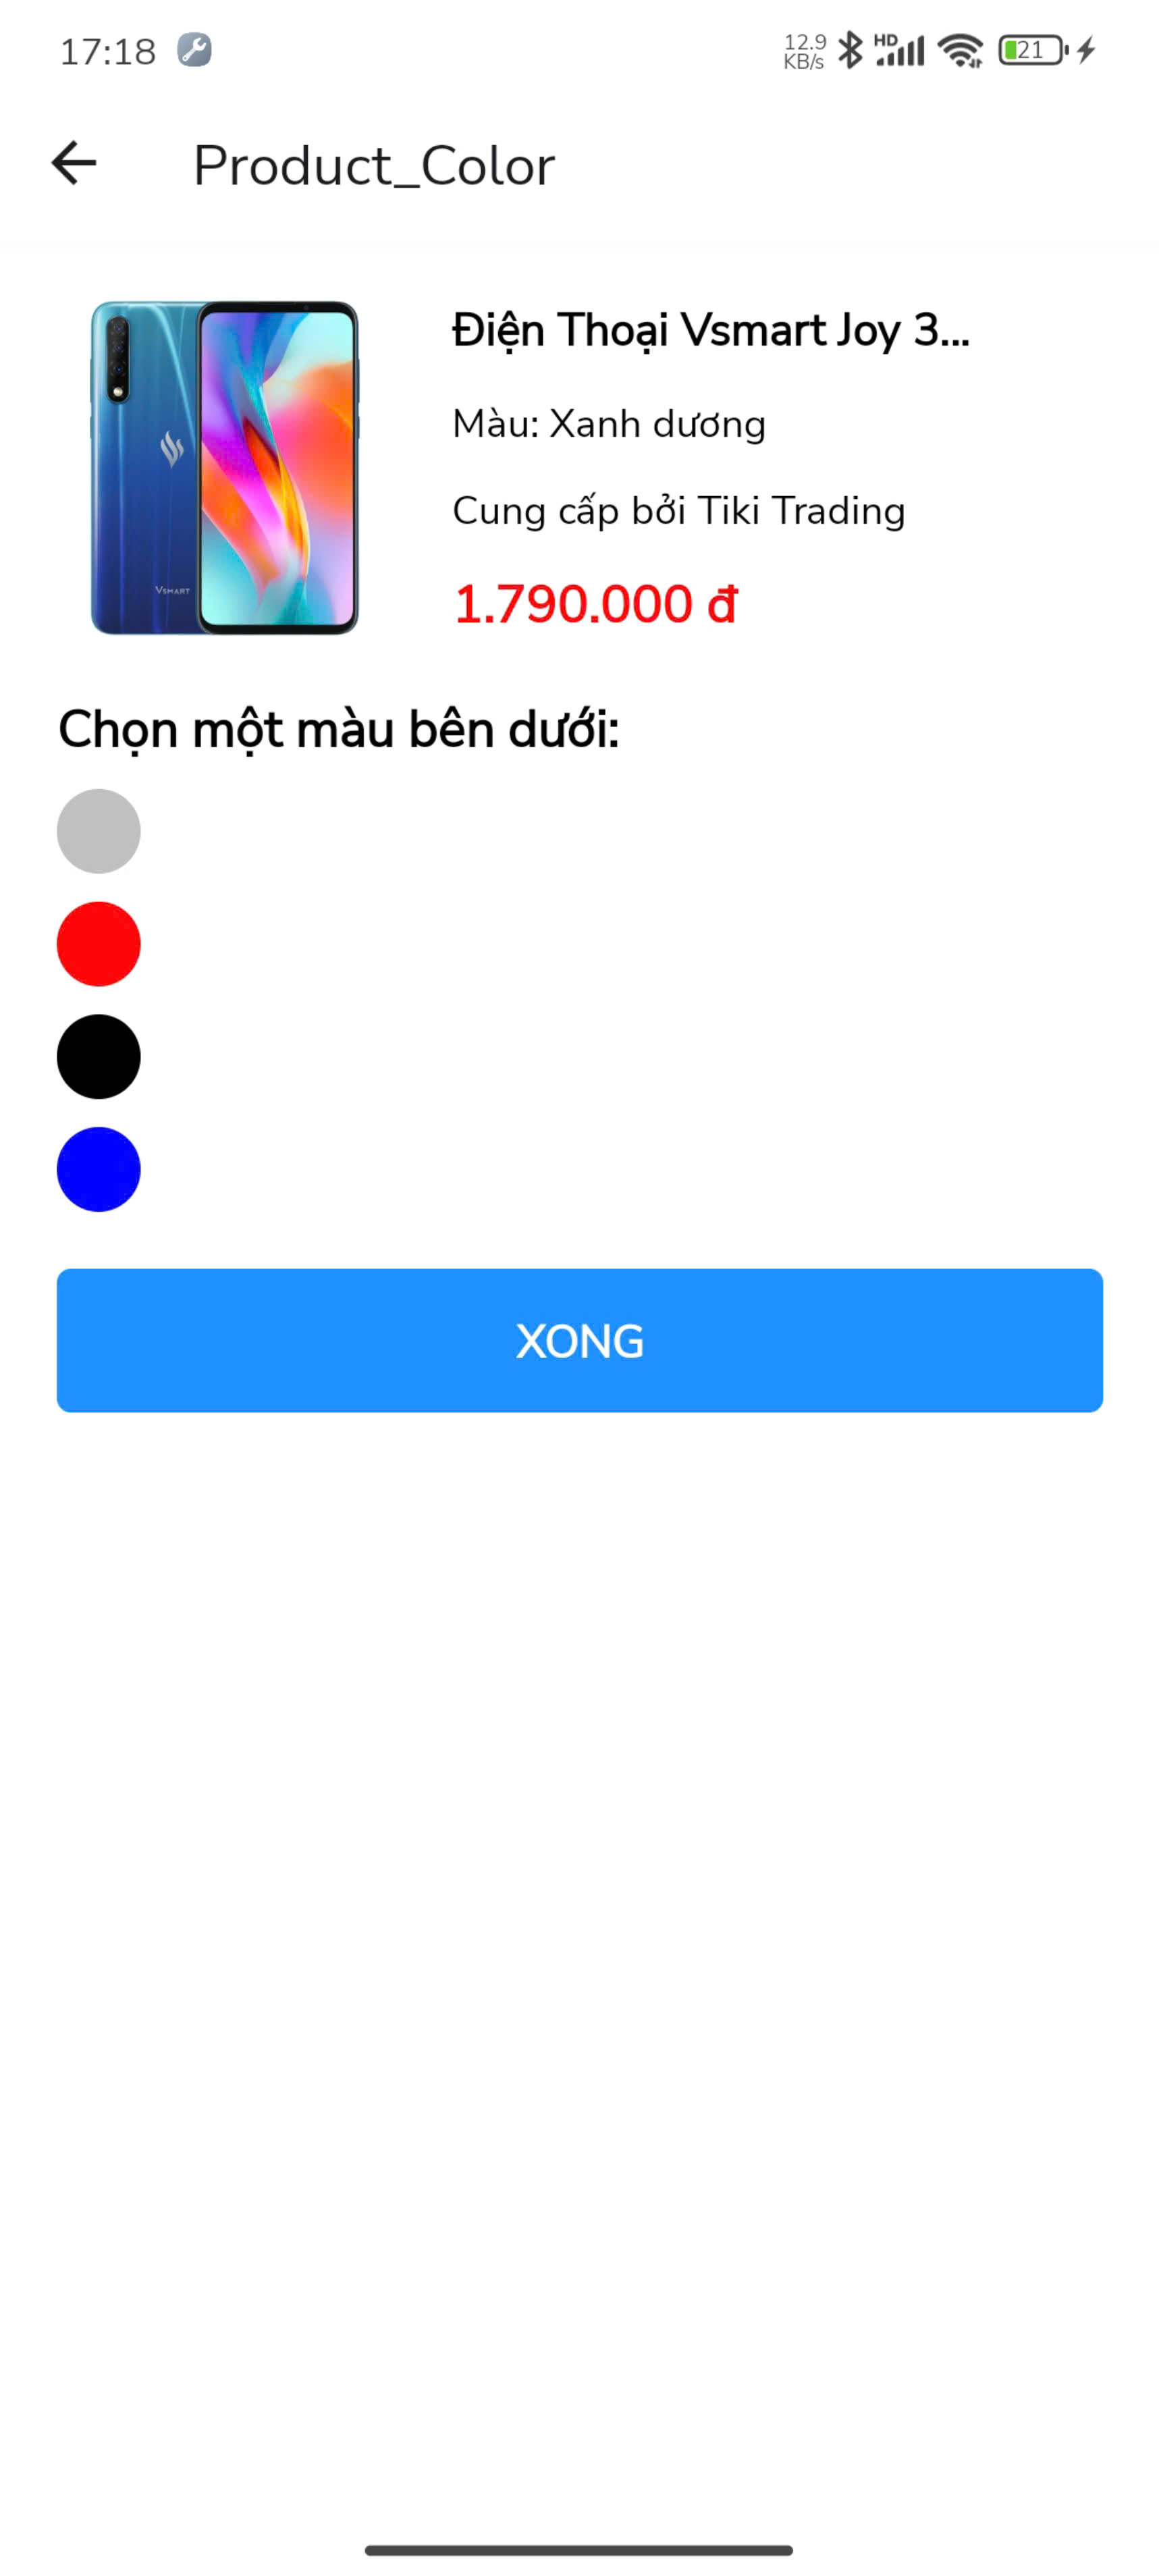 17:18
12.9
KB/s
HD
21
Product_Color
Điện Thoại Vsmart Joy 3...
Màu: Xanh dương
Cung cấp bởi Tiki Trading
1.790.000 đ
VSMART
Chọn một màu bên dưới:
XONG